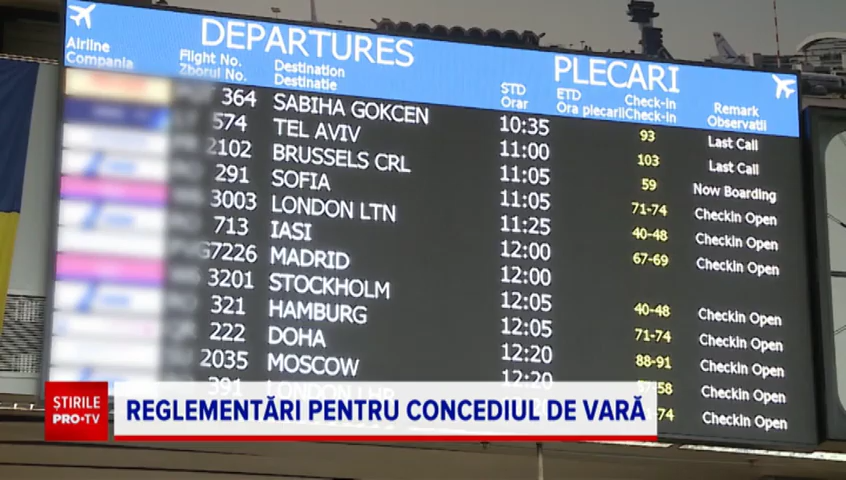 DEPARTURES PLECARI
Airline Flight No. Destination STD ETD Check-in Remark
Compania Zborul No. Destinatie Orar Ora plecarii Check-in Observatii
364 SABIHA GOKCEN 10:35 93 Last Call
574 TEL AVIV 11:00 103 Last Call
2102 BRUSSELS CRL 11:05 59 Now Boarding
291 SOFIA 11:05 71-74 Checkin Open
3003 LONDON LTN 11:25 40-48 Checkin Open
713 IASI 12:00 67-69 Checkin Open
7226 MADRID 12:00
3201 STOCKHOLM 12:05 40-48 Checkin Open
321 HAMBURG 12:05 71-74 Checkin Open
222 DOHA 12:20 88-91 Checkin Open
2035 MOSCOW 12:20 Checkin Open
391 LONDON LHR Checkin Open
ȘTIRILE
PRO•TV
REGLEMENTĂRI PENTRU CONCEDIUL DE VARĂ